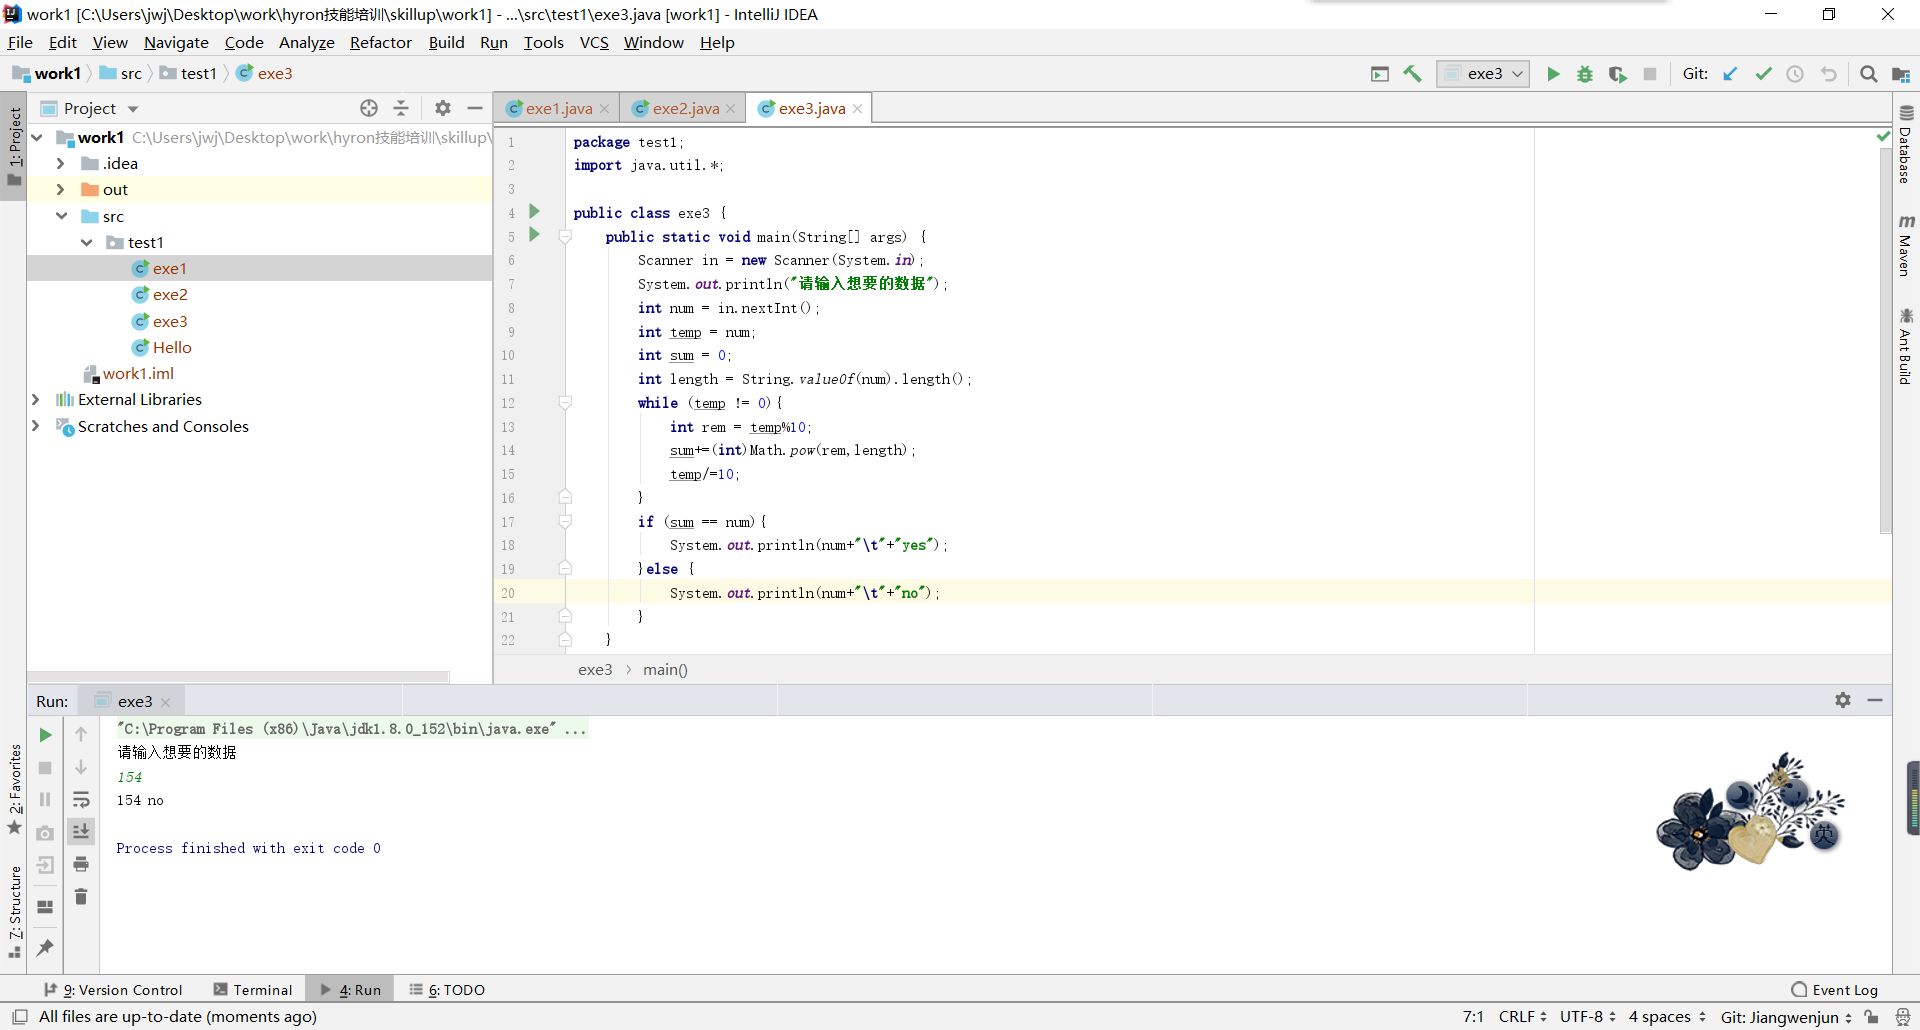 work1 [C:\Users\jwj\Desktop\work\hyron技能培训\skillup\work1] - ...\src\test1\exe3.java [work1] - IntelliJ IDEA
File Edit View Navigate Code Analyze Refactor Build Run Tools VCS Window Help
work1 src test1 exe3
exe3 Git:
Project
exe1.java exe2.java exe3.java
1: Project
work1 C:\Users\jwj\Desktop\work\hyron技能培训\skillup\
.idea
out
src
test1
exe1
exe2
exe3
Hello
work1.iml
External Libraries
Scratches and Consoles
1 package test1;
2 import java.util.*;
3
4 public class exe3 {
5 public static void main(String[] args) {
6 Scanner in = new Scanner(System.in);
7 System.out.println("请输入想要的数据");
8 int num = in.nextInt();
9 int temp = num;
10 int sum = 0;
11 int length = String.valueOf(num).length();
12 while (temp != 0){
13 int rem = temp%10;
14 sum+=(int)Math.pow(rem,length);
15 temp/=10;
16 }
17 if (sum == num){
18 System.out.println(num+"\t"+"yes");
19 }else {
20 System.out.println(num+"\t"+"no");
21 }
22 }
exe3 main()
Database
Maven
Ant Build
Run: exe3
"C:\Program Files (x86)\Java\jdk1.8.0_152\bin\java.exe" ...
请输入想要的数据
154
154 no
Process finished with exit code 0
英
2: Favorites
7: Structure
9: Version Control Terminal 4: Run 6: TODO Event Log
All files are up-to-date (moments ago) 7:1 CRLF UTF-8 4 spaces Git: Jiangwenjun